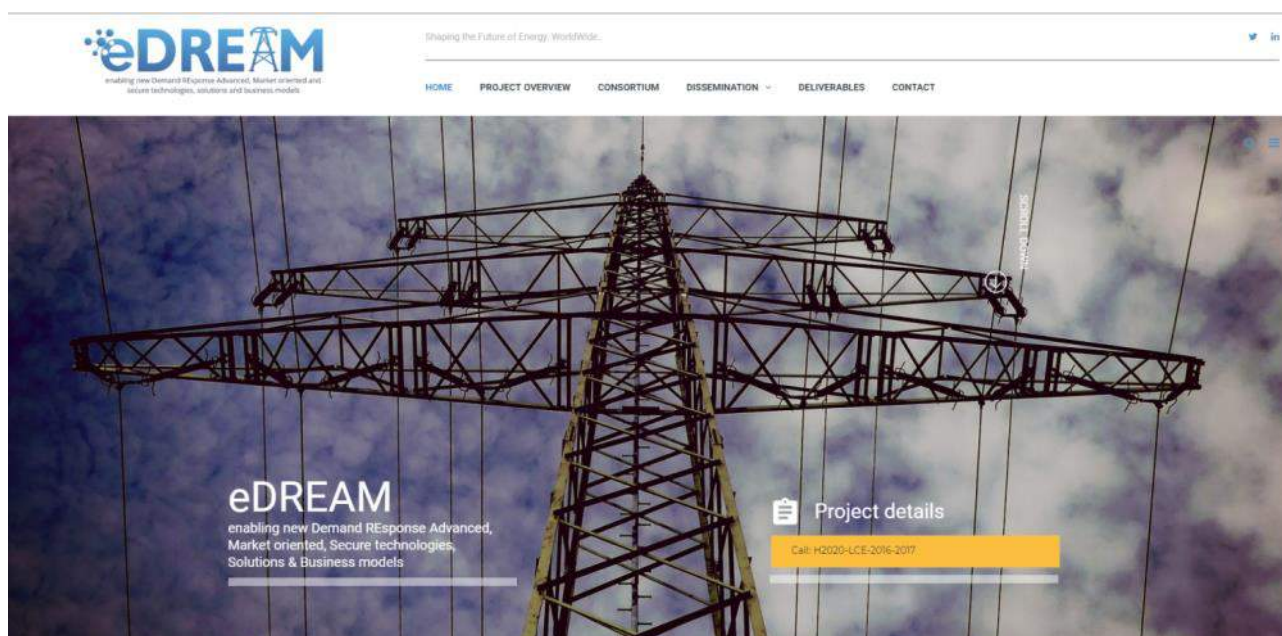 eDREAM
enabling new Demand REsponse Advanced, Market oriented and
secure technologies, solutions and business models
Shaping the Future of Energy, WorldWide..
HOME PROJECT OVERVIEW CONSORTIUM DISSEMINATION DELIVERABLES CONTACT
SCROLL DOWN
eDREAM
enabling new Demand REsponse Advanced,
Market oriented, Secure technologies,
Solutions & Business models
Project details
Call: H2020-LCE-2016-2017